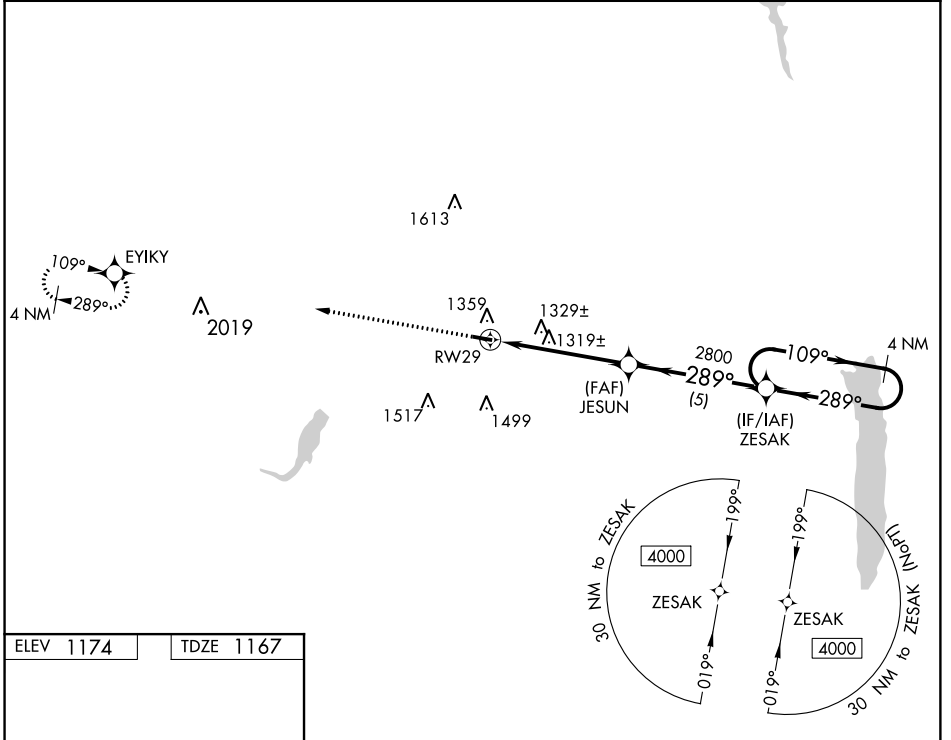 1613
109°
EYIKY
4 NM
289°
2019
1359
1329±
1319±
RW29
2800
109°
4 NM
289°
(5)
289°
(FAF)
JESUN
(IF/IAF)
ZESAK
1517
1499
30 NM to ZESAK
4000
199°
ZESAK
019°
199°
ZESAK
4000
019°
30 NM to ZESAK (NoPT)
ELEV 1174
TDZE 1167